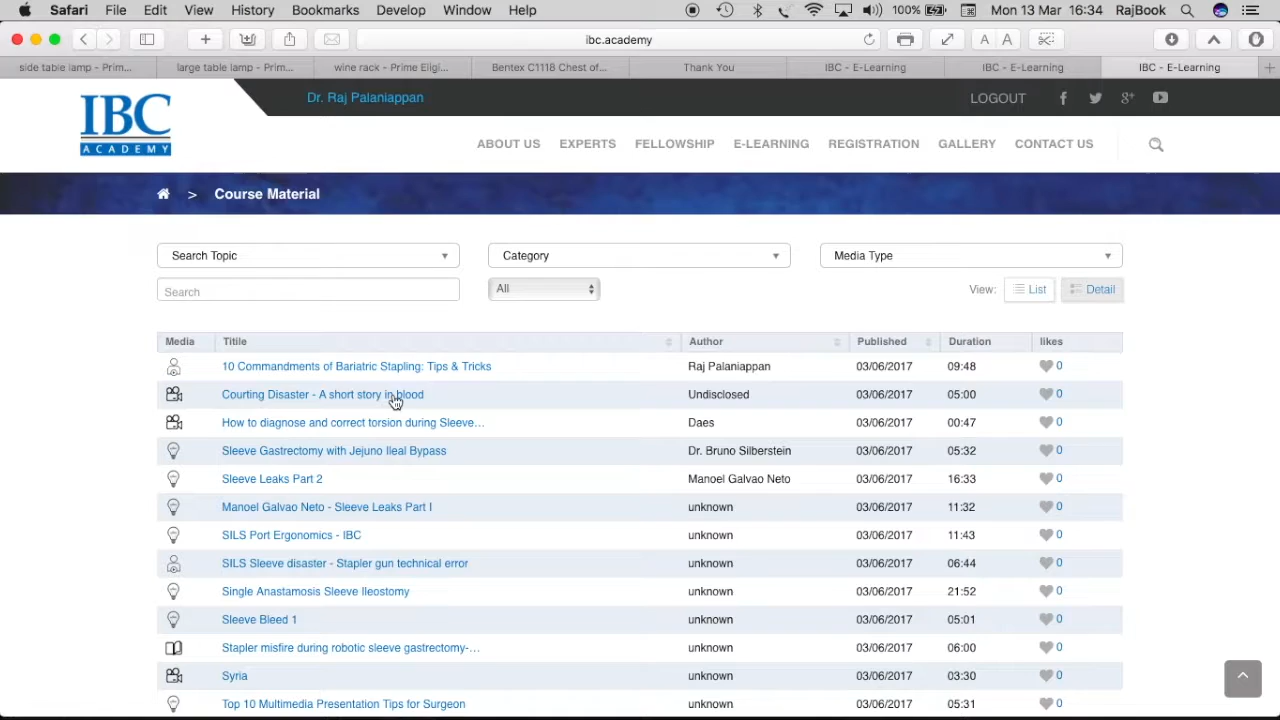 Safari File Edit View History Bookmarks Develop Window Help 100% Mon 13 Mar 16:34 RajBook
ibc.academy A A
side table lamp - Prim... large table lamp - Prim... wine rack - Prime Eligi... Bentex C1118 Chest of... Thank You IBC - E-Learning IBC - E-Learning IBC - E-Learning
Dr. Raj Palaniappan LOGOUT
IBC
ACADEMY
ABOUT US EXPERTS FELLOWSHIP E-LEARNING REGISTRATION GALLERY CONTACT US
> Course Material
Search Topic Category Media Type
Search All View: List Detail
Media Titile Author Published Duration likes
10 Commandments of Bariatric Stapling: Tips & Tricks Raj Palaniappan 03/06/2017 09:48 0
Courting Disaster - A short story in blood Undisclosed 03/06/2017 05:00 0
How to diagnose and correct torsion during Sleeve... Daes 03/06/2017 00:47 0
Sleeve Gastrectomy with Jejuno Ileal Bypass Dr. Bruno Silberstein 03/06/2017 05:32 0
Sleeve Leaks Part 2 Manoel Galvao Neto 03/06/2017 16:33 0
Manoel Galvao Neto - Sleeve Leaks Part I unknown 03/06/2017 11:32 0
SILS Port Ergonomics - IBC unknown 03/06/2017 11:43 0
SILS Sleeve disaster - Stapler gun technical error unknown 03/06/2017 06:44 0
Single Anastamosis Sleeve Ileostomy unknown 03/06/2017 21:52 0
Sleeve Bleed 1 unknown 03/06/2017 05:01 0
Stapler misfire during robotic sleeve gastrectomy-... unknown 03/06/2017 06:00 0
Syria unknown 03/06/2017 03:30 0
Top 10 Multimedia Presentation Tips for Surgeon unknown 03/06/2017 05:31 0